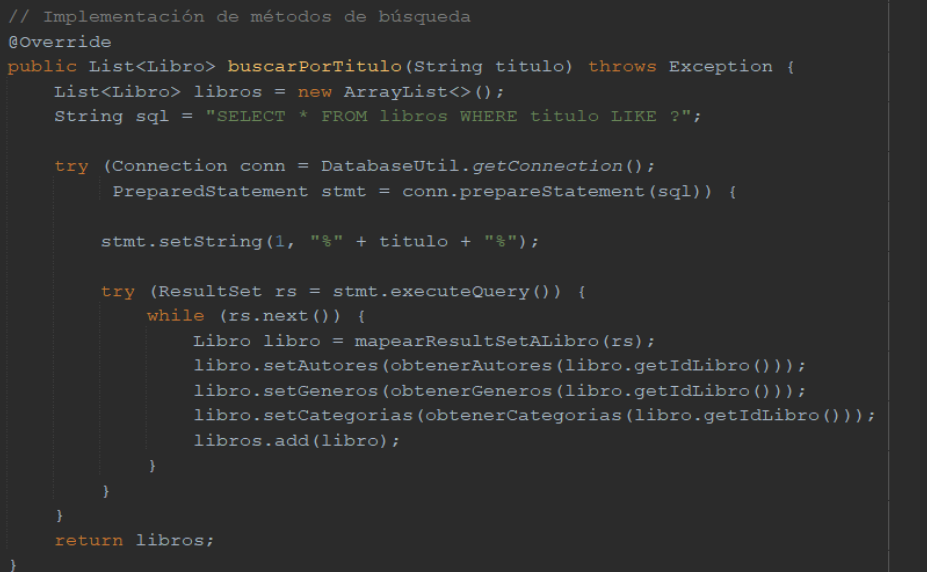 // Implementación de métodos de búsqueda
@Override
public List<Libro> buscarPorTitulo(String titulo) throws Exception {
    List<Libro> libros = new ArrayList<>();
    String sql = "SELECT * FROM libros WHERE titulo LIKE ?";
    try (Connection conn = DatabaseUtil.getConnection();
         PreparedStatement stmt = conn.prepareStatement(sql)) {
        stmt.setString(1, "%" + titulo + "%");
        try (ResultSet rs = stmt.executeQuery()) {
            while (rs.next()) {
                Libro libro = mapearResultSetALibro(rs);
                libro.setAutores(obtenerAutores(libro.getIdLibro()));
                libro.setGeneros(obtenerGeneros(libro.getIdLibro()));
                libro.setCategorias(obtenerCategorias(libro.getIdLibro()));
                libros.add(libro);
            }
        }
    }
    return libros;
}